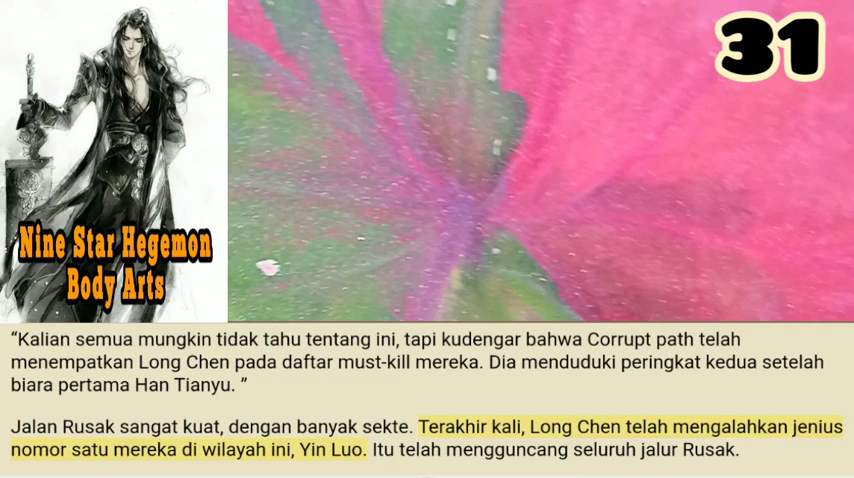 31
Nine Star Hegemon
Body Arts
“Kalian semua mungkin tidak tahu tentang ini, tapi kudengar bahwa Corrupt path telah
menempatkan Long Chen pada daftar must-kill mereka. Dia menduduki peringkat kedua setelah
biara pertama Han Tianyu. ”
Jalan Rusak sangat kuat, dengan banyak sekte. Terakhir kali, Long Chen telah mengalahkan jenius
nomor satu mereka di wilayah ini, Yin Luo. Itu telah mengguncang seluruh jalur Rusak.